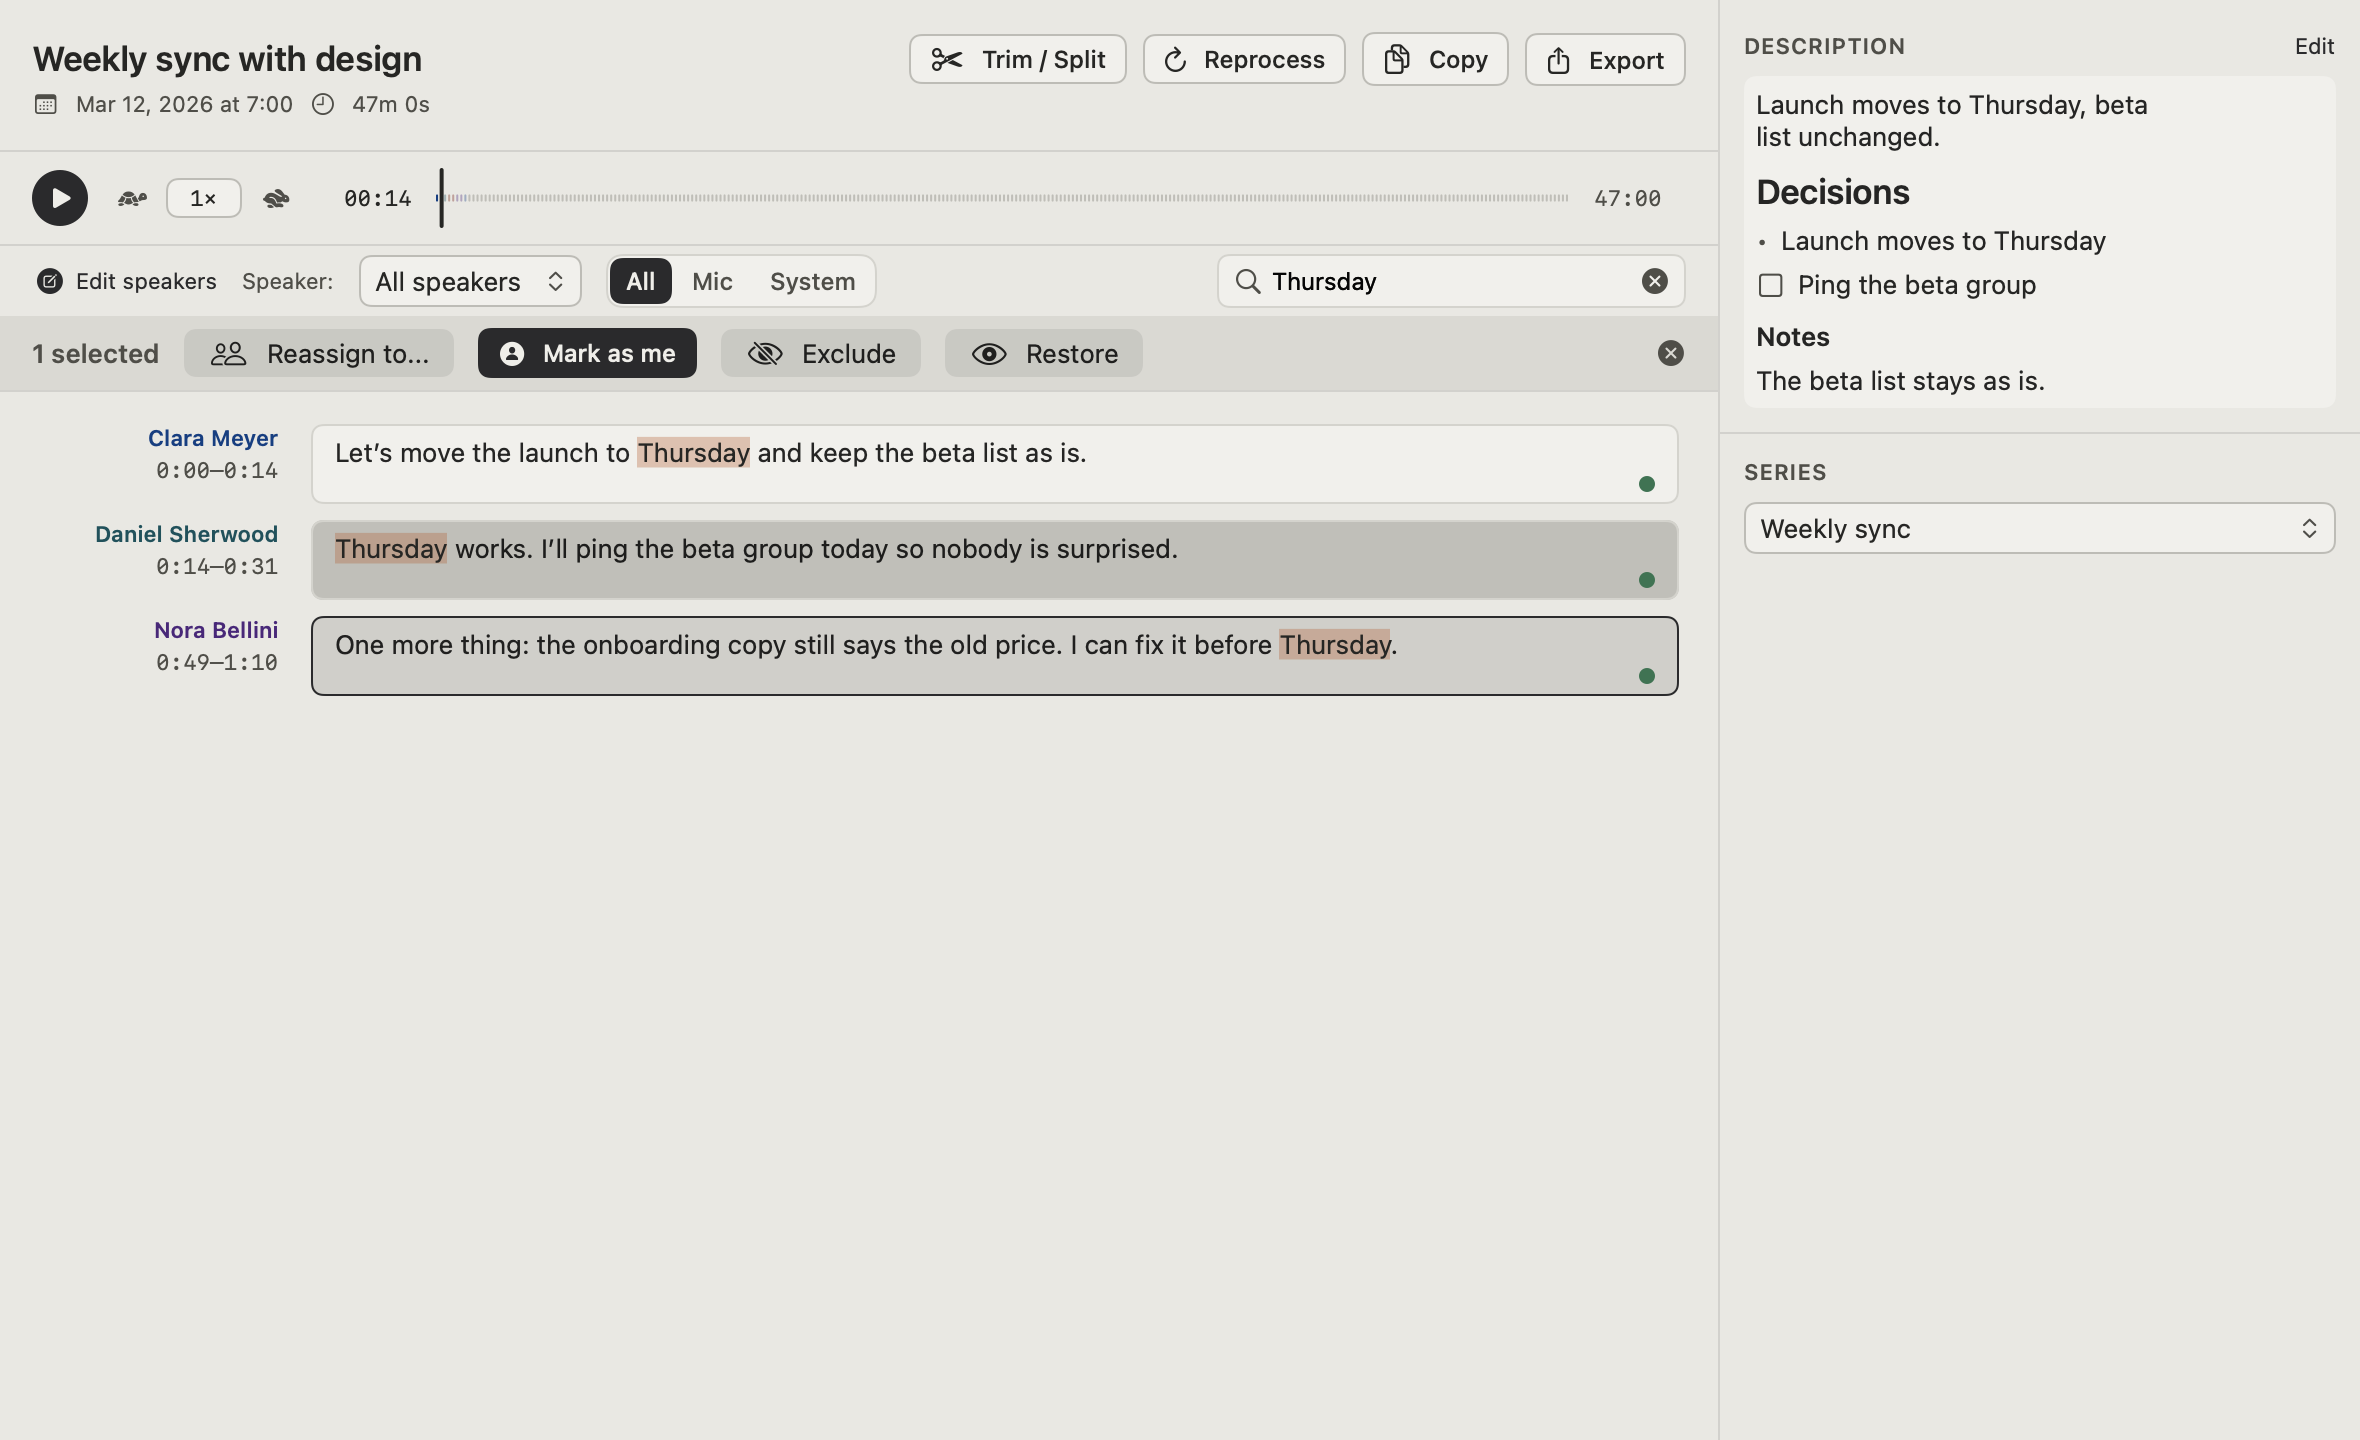 Weekly sync with design
Mar 12, 2026 at 7:00 47m 0s
Trim / Split
Reprocess
Copy
Export
1×
00:14
47:00
Edit speakers
Speaker:
All speakers
All
Mic
System
Thursday
1 selected
Reassign to...
Mark as me
Exclude
Restore
Clara Meyer
0:00–0:14
Let’s move the launch to Thursday and keep the beta list as is.
Daniel Sherwood
0:14–0:31
Thursday works. I’ll ping the beta group today so nobody is surprised.
Nora Bellini
0:49–1:10
One more thing: the onboarding copy still says the old price. I can fix it before Thursday.
DESCRIPTION
Edit
Launch moves to Thursday, beta
list unchanged.
Decisions
• Launch moves to Thursday
Ping the beta group
Notes
The beta list stays as is.
SERIES
Weekly sync